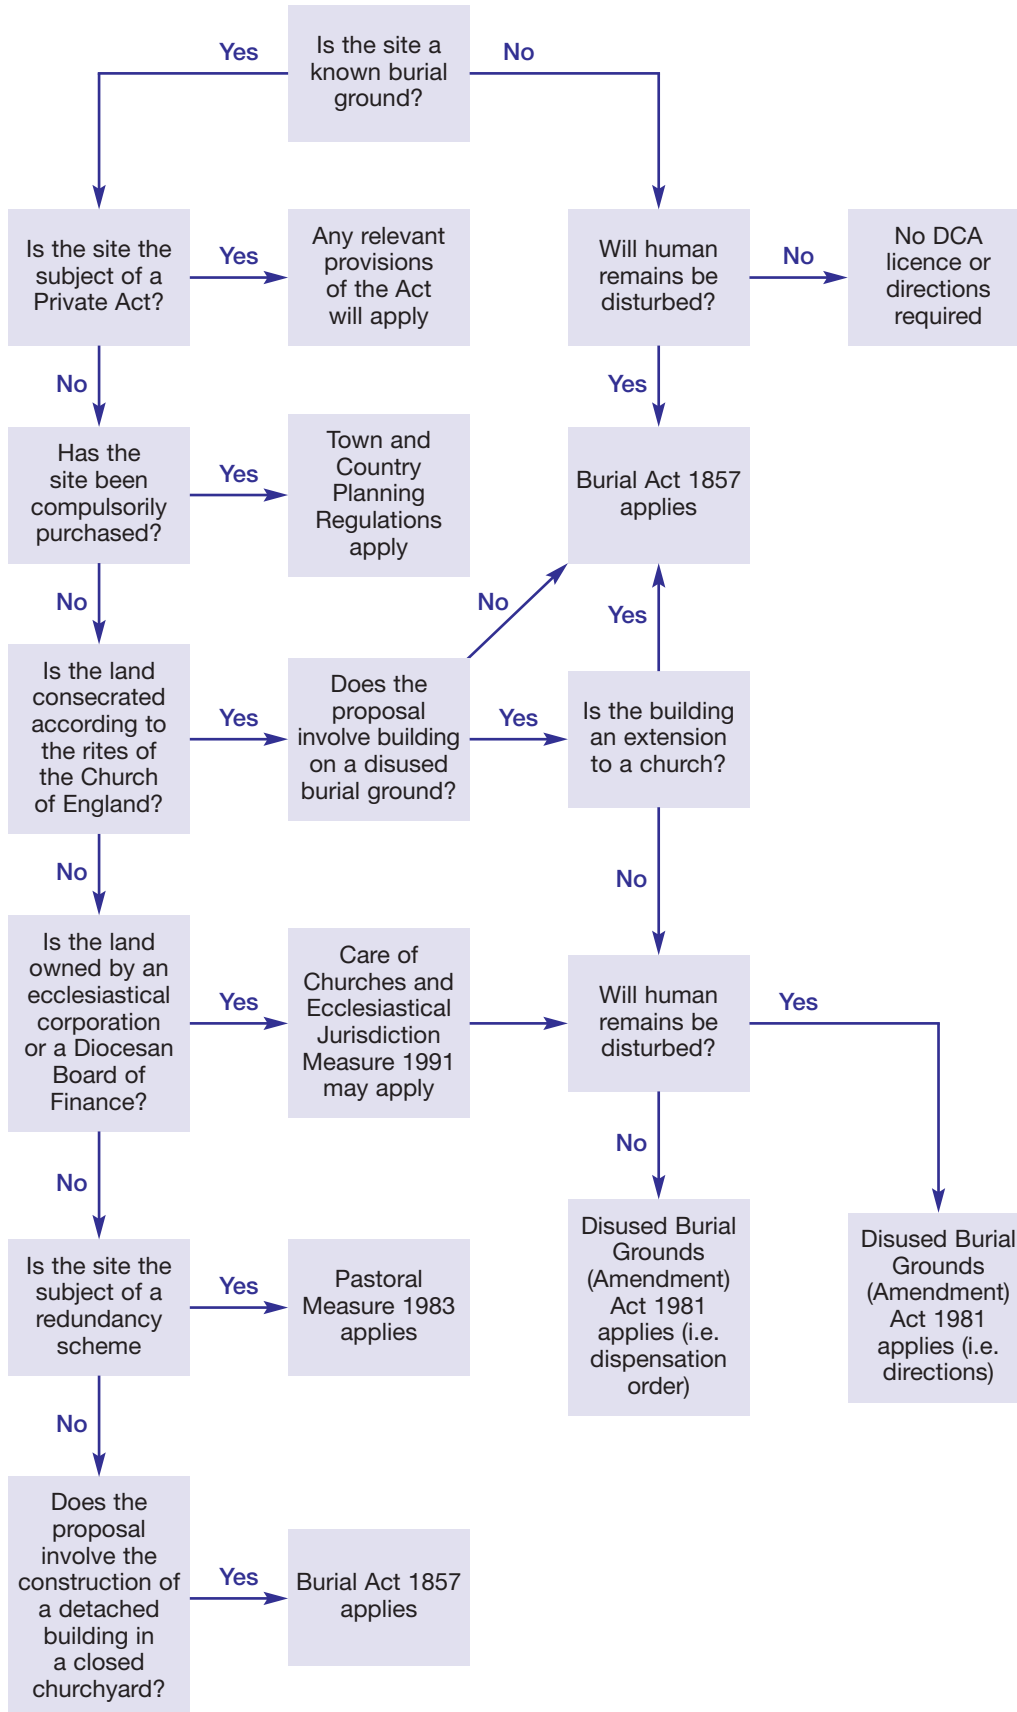 Is the site a
known burial
ground?
Yes
No
Is the site the
subject of a
Private Act?
Yes
Any relevant
provisions
of the Act
will apply
Will human
remains be
disturbed?
No
No DCA
licence or
directions
required
No
Yes
Has the
site been
compulsorily
purchased?
Yes
Town and
Country
Planning
Regulations
apply
Burial Act 1857
applies
No
No
Yes
Is the land
consecrated
according to
the rites of
the Church
of England?
Yes
Does the
proposal
involve building
on a disused
burial ground?
Yes
Is the building
an extension
to a church?
No
No
Is the land
owned by an
ecclesiastical
corporation
or a Diocesan
Board of
Finance?
Yes
Care of
Churches and
Ecclesiastical
Jurisdiction
Measure 1991
may apply
Will human
remains be
disturbed?
Yes
No
No
Disused Burial
Grounds
(Amendment)
Act 1981
applies (i.e.
dispensation
order)
Disused Burial
Grounds
(Amendment)
Act 1981
applies (i.e.
directions)
Is the site the
subject of a
redundancy
scheme
Yes
Pastoral
Measure 1983
applies
No
Does the
proposal
involve the
construction of
a detached
building in
a closed
churchyard?
Yes
Burial Act 1857
applies